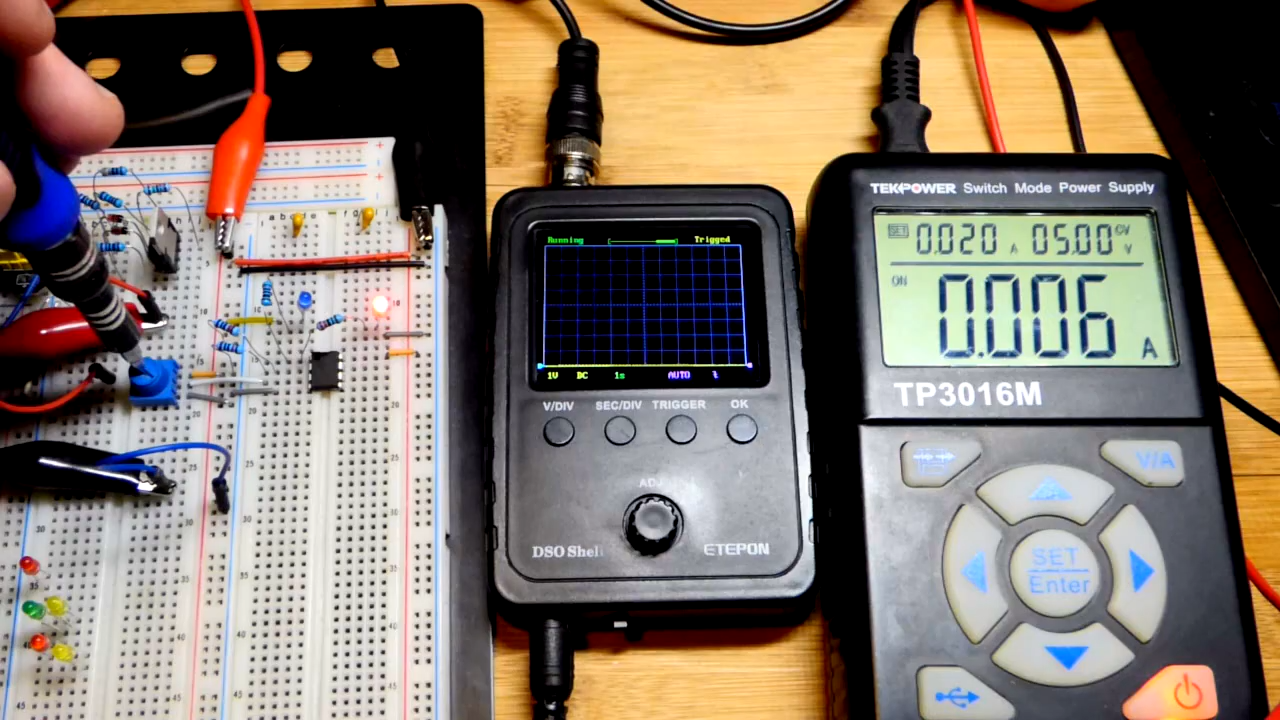 Running
Trigged
1V DC 1s AUTO
V/DIV SEC/DIV TRIGGER OK
ADJ
DSO Shell
ETEPON
TEKPOWER Switch Mode Power Supply
SET 0.020 A 05.00 CV V
ON 0.006 A
TP3016M
V/A
SET
Enter